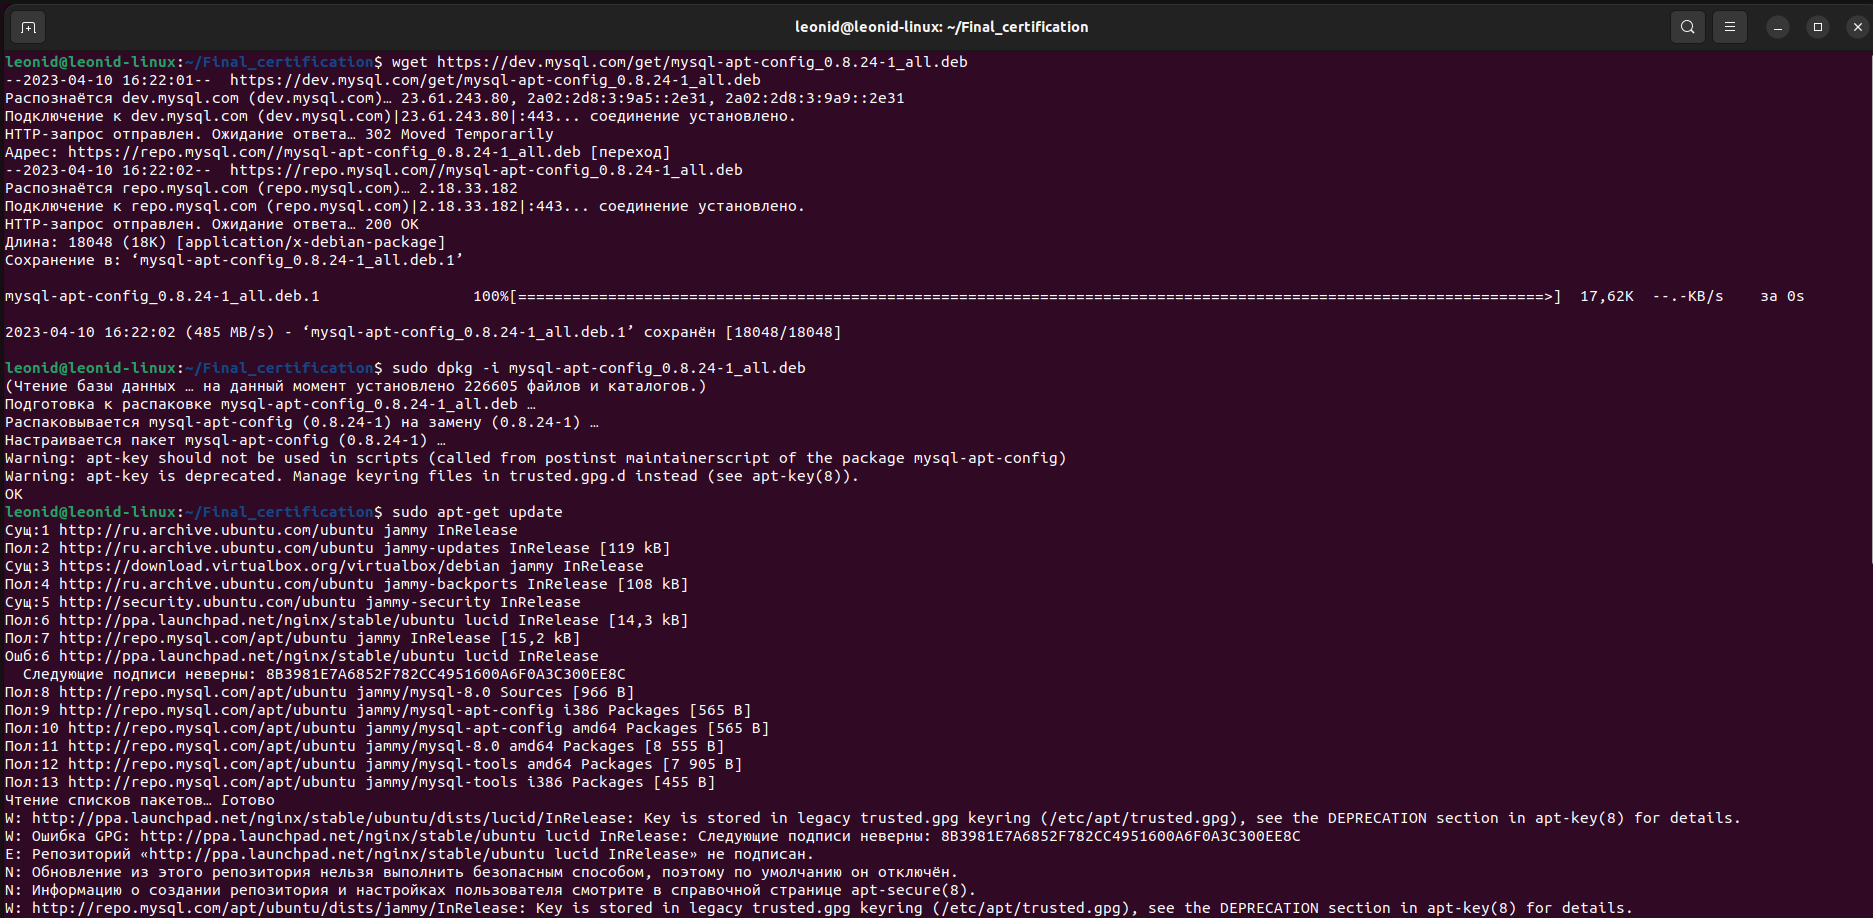 leonid@leonid-linux: ~/Final_certification
leonid@leonid-linux:~/Final_certification$ wget https://dev.mysql.com/get/mysql-apt-config_0.8.24-1_all.deb
--2023-04-10 16:22:01--  https://dev.mysql.com/get/mysql-apt-config_0.8.24-1_all.deb
Распознаётся dev.mysql.com (dev.mysql.com)… 23.61.243.80, 2a02:2d8:3:9a5::2e31, 2a02:2d8:3:9a9::2e31
Подключение к dev.mysql.com (dev.mysql.com)|23.61.243.80|:443... соединение установлено.
HTTP-запрос отправлен. Ожидание ответа… 302 Moved Temporarily
Адрес: https://repo.mysql.com//mysql-apt-config_0.8.24-1_all.deb [переход]
--2023-04-10 16:22:02--  https://repo.mysql.com//mysql-apt-config_0.8.24-1_all.deb
Распознаётся repo.mysql.com (repo.mysql.com)… 2.18.33.182
Подключение к repo.mysql.com (repo.mysql.com)|2.18.33.182|:443... соединение установлено.
HTTP-запрос отправлен. Ожидание ответа… 200 OK
Длина: 18048 (18K) [application/x-debian-package]
Сохранение в: ‘mysql-apt-config_0.8.24-1_all.deb.1’
mysql-apt-config_0.8.24-1_all.deb.1                 100%[==================================================================================================================>]  17,62K  --.-KB/s    за 0s
2023-04-10 16:22:02 (485 MB/s) - ‘mysql-apt-config_0.8.24-1_all.deb.1’ сохранён [18048/18048]
leonid@leonid-linux:~/Final_certification$ sudo dpkg -i mysql-apt-config_0.8.24-1_all.deb
(Чтение базы данных … на данный момент установлено 226605 файлов и каталогов.)
Подготовка к распаковке mysql-apt-config_0.8.24-1_all.deb …
Распаковывается mysql-apt-config (0.8.24-1) на замену (0.8.24-1) …
Настраивается пакет mysql-apt-config (0.8.24-1) …
Warning: apt-key should not be used in scripts (called from postinst maintainerscript of the package mysql-apt-config)
Warning: apt-key is deprecated. Manage keyring files in trusted.gpg.d instead (see apt-key(8)).
OK
leonid@leonid-linux:~/Final_certification$ sudo apt-get update
Сущ:1 http://ru.archive.ubuntu.com/ubuntu jammy InRelease
Пол:2 http://ru.archive.ubuntu.com/ubuntu jammy-updates InRelease [119 kB]
Сущ:3 https://download.virtualbox.org/virtualbox/debian jammy InRelease
Пол:4 http://ru.archive.ubuntu.com/ubuntu jammy-backports InRelease [108 kB]
Сущ:5 http://security.ubuntu.com/ubuntu jammy-security InRelease
Пол:6 http://ppa.launchpad.net/nginx/stable/ubuntu lucid InRelease [14,3 kB]
Пол:7 http://repo.mysql.com/apt/ubuntu jammy InRelease [15,2 kB]
Ошб:6 http://ppa.launchpad.net/nginx/stable/ubuntu lucid InRelease
  Следующие подписи неверны: 8B3981E7A6852F782CC4951600A6F0A3C300EE8C
Пол:8 http://repo.mysql.com/apt/ubuntu jammy/mysql-8.0 Sources [966 B]
Пол:9 http://repo.mysql.com/apt/ubuntu jammy/mysql-apt-config i386 Packages [565 B]
Пол:10 http://repo.mysql.com/apt/ubuntu jammy/mysql-apt-config amd64 Packages [565 B]
Пол:11 http://repo.mysql.com/apt/ubuntu jammy/mysql-8.0 amd64 Packages [8 555 B]
Пол:12 http://repo.mysql.com/apt/ubuntu jammy/mysql-tools amd64 Packages [7 905 B]
Пол:13 http://repo.mysql.com/apt/ubuntu jammy/mysql-tools i386 Packages [455 B]
Чтение списков пакетов… Готово
W: http://ppa.launchpad.net/nginx/stable/ubuntu/dists/lucid/InRelease: Key is stored in legacy trusted.gpg keyring (/etc/apt/trusted.gpg), see the DEPRECATION section in apt-key(8) for details.
W: Ошибка GPG: http://ppa.launchpad.net/nginx/stable/ubuntu lucid InRelease: Следующие подписи неверны: 8B3981E7A6852F782CC4951600A6F0A3C300EE8C
E: Репозиторий «http://ppa.launchpad.net/nginx/stable/ubuntu lucid InRelease» не подписан.
N: Обновление из этого репозитория нельзя выполнить безопасным способом, поэтому по умолчанию он отключён.
N: Информацию о создании репозитория и настройках пользователя смотрите в справочной странице apt-secure(8).
W: http://repo.mysql.com/apt/ubuntu/dists/jammy/InRelease: Key is stored in legacy trusted.gpg keyring (/etc/apt/trusted.gpg), see the DEPRECATION section in apt-key(8) for details.